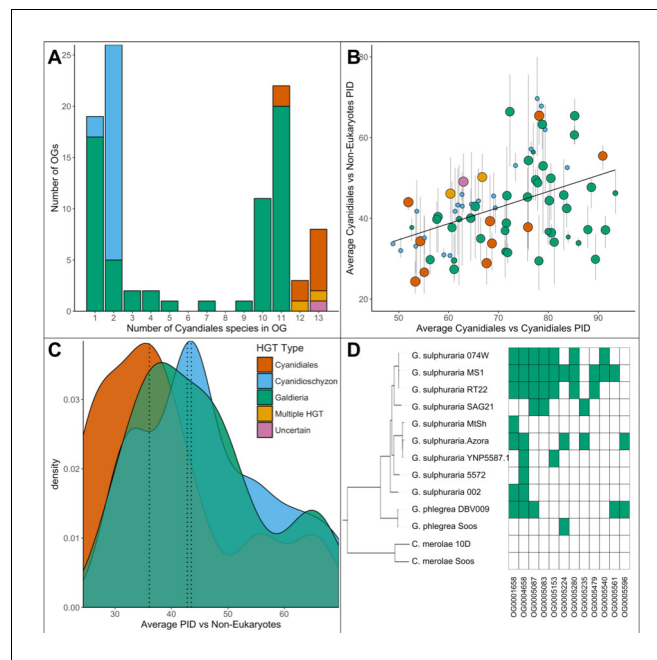 A
Number of OGs
25
20
15
10
5
0
1 2 3 4 5 6 7 8 9 10 11 12 13
Number of Cyandiales species in OG
B
Average Cyanidiales vs Non-Eukaryotes PID
80
60
40
20
50 60 70 80 90
Average Cyanidiales vs Cyanidiales PID
C
HGT Type
Cyanidiales
Cyanidioschyzon
Galdieria
Multiple HGT
Uncertain
density
0.03
0.02
0.01
0.00
30 40 50 60
Average PID vs Non-Eukaryotes
D
G. sulphuraria 074W
G. sulphuraria MS1
G. sulphuraria RT22
G. sulphuraria SAG21
G. sulphuraria MtSh
G. sulphuraria.Azora
G. sulphuraria YNP5587.1
G. sulphuraria 5572
G. sulphuraria 002
G. phlegrea DBV009
G. phlegrea Soos
C. merolae 10D
C. merolae Soos
OG0001658
OG0004658
OG0005087
OG0005083
OG0005153
OG0005224
OG0005280
OG0005235
OG0005479
OG0005540
OG0005561
OG0005596